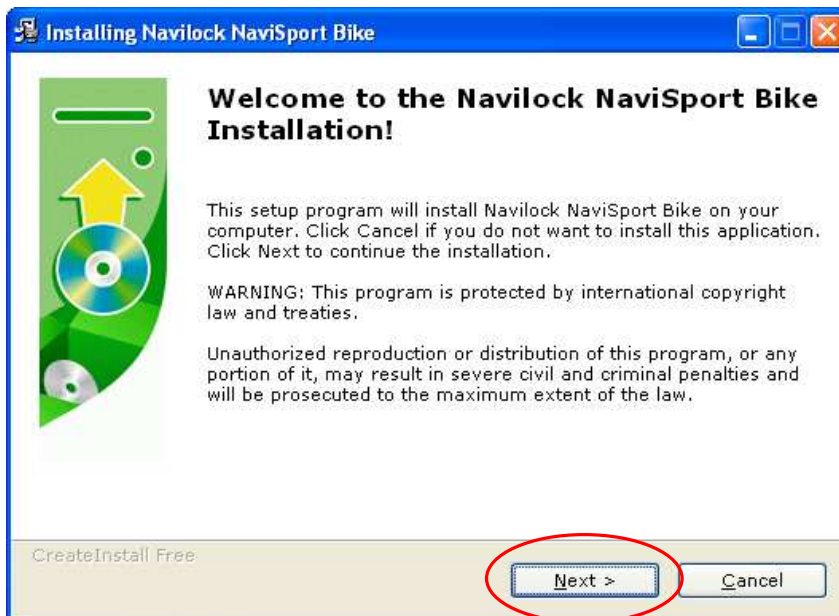 Installing Navilock NaviSport Bike
Welcome to the Navilock NaviSport Bike
Installation!
This setup program will install Navilock NaviSport Bike on your
computer. Click Cancel if you do not want to install this application.
Click Next to continue the installation.
WARNING: This program is protected by international copyright
law and treaties.
Unauthorized reproduction or distribution of this program, or any
portion of it, may result in severe civil and criminal penalties and
will be prosecuted to the maximum extent of the law.
CreateInstall Free
Next > Cancel